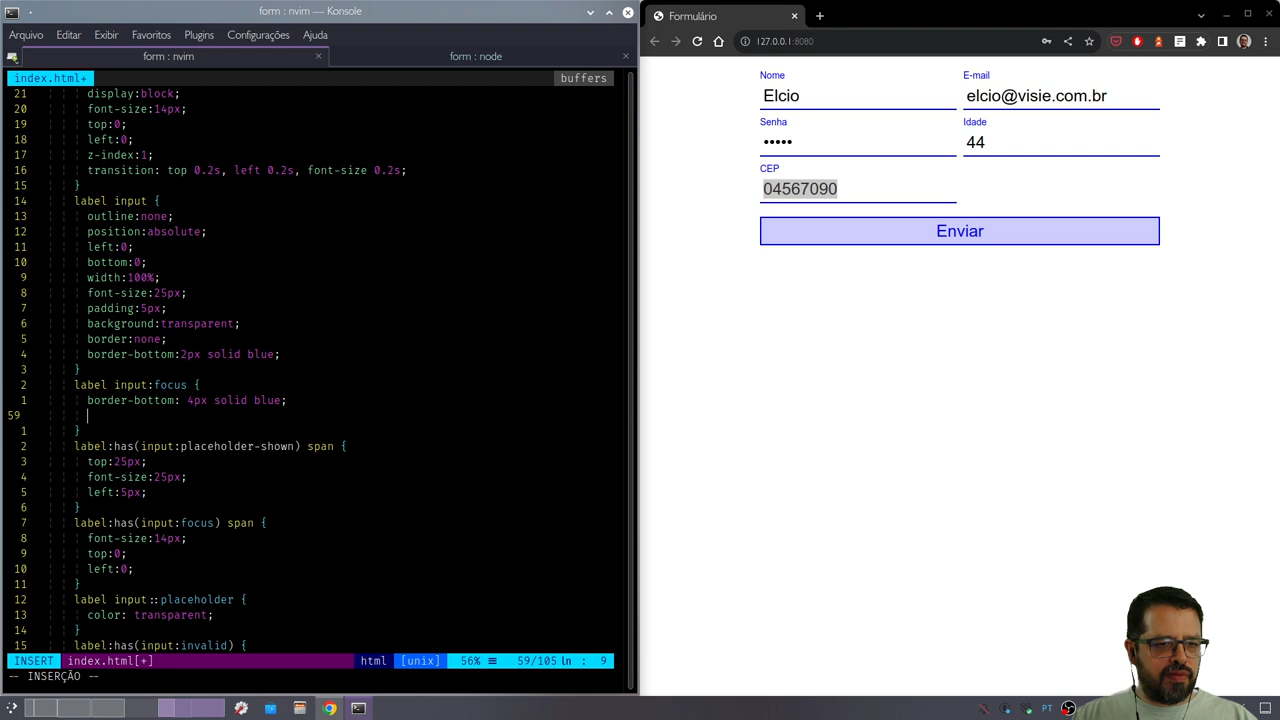 form : nvim — Konsole
Arquivo Editar Exibir Favoritos Plugins Configurações Ajuda
form : nvim
form : node
index.html+
buffers
21 display:block;
20 font-size:14px;
19 top:0;
18 left:0;
17 z-index:1;
16 transition: top 0.2s, left 0.2s, font-size 0.2s;
15 }
14 label input {
13 outline:none;
12 position:absolute;
11 left:0;
10 bottom:0;
9 width:100%;
8 font-size:25px;
7 padding:5px;
6 background:transparent;
5 border:none;
4 border-bottom:2px solid blue;
3 }
2 label input:focus {
1 border-bottom: 4px solid blue;
59
1 }
2 label:has(input:placeholder-shown) span {
3 top:25px;
4 font-size:25px;
5 left:5px;
6 }
7 label:has(input:focus) span {
8 font-size:14px;
9 top:0;
10 left:0;
11 }
12 label input::placeholder {
13 color: transparent;
14 }
15 label:has(input:invalid) {
INSERT index.html[+] html [unix] 56% ≡ 59/105 ln : 9
-- INSERÇÃO --
Formulário
127.0.0.1:8080
Nome E-mail
Elcio elcio@visie.com.br
Senha Idade
••••• 44
CEP
04567090
Enviar
PT